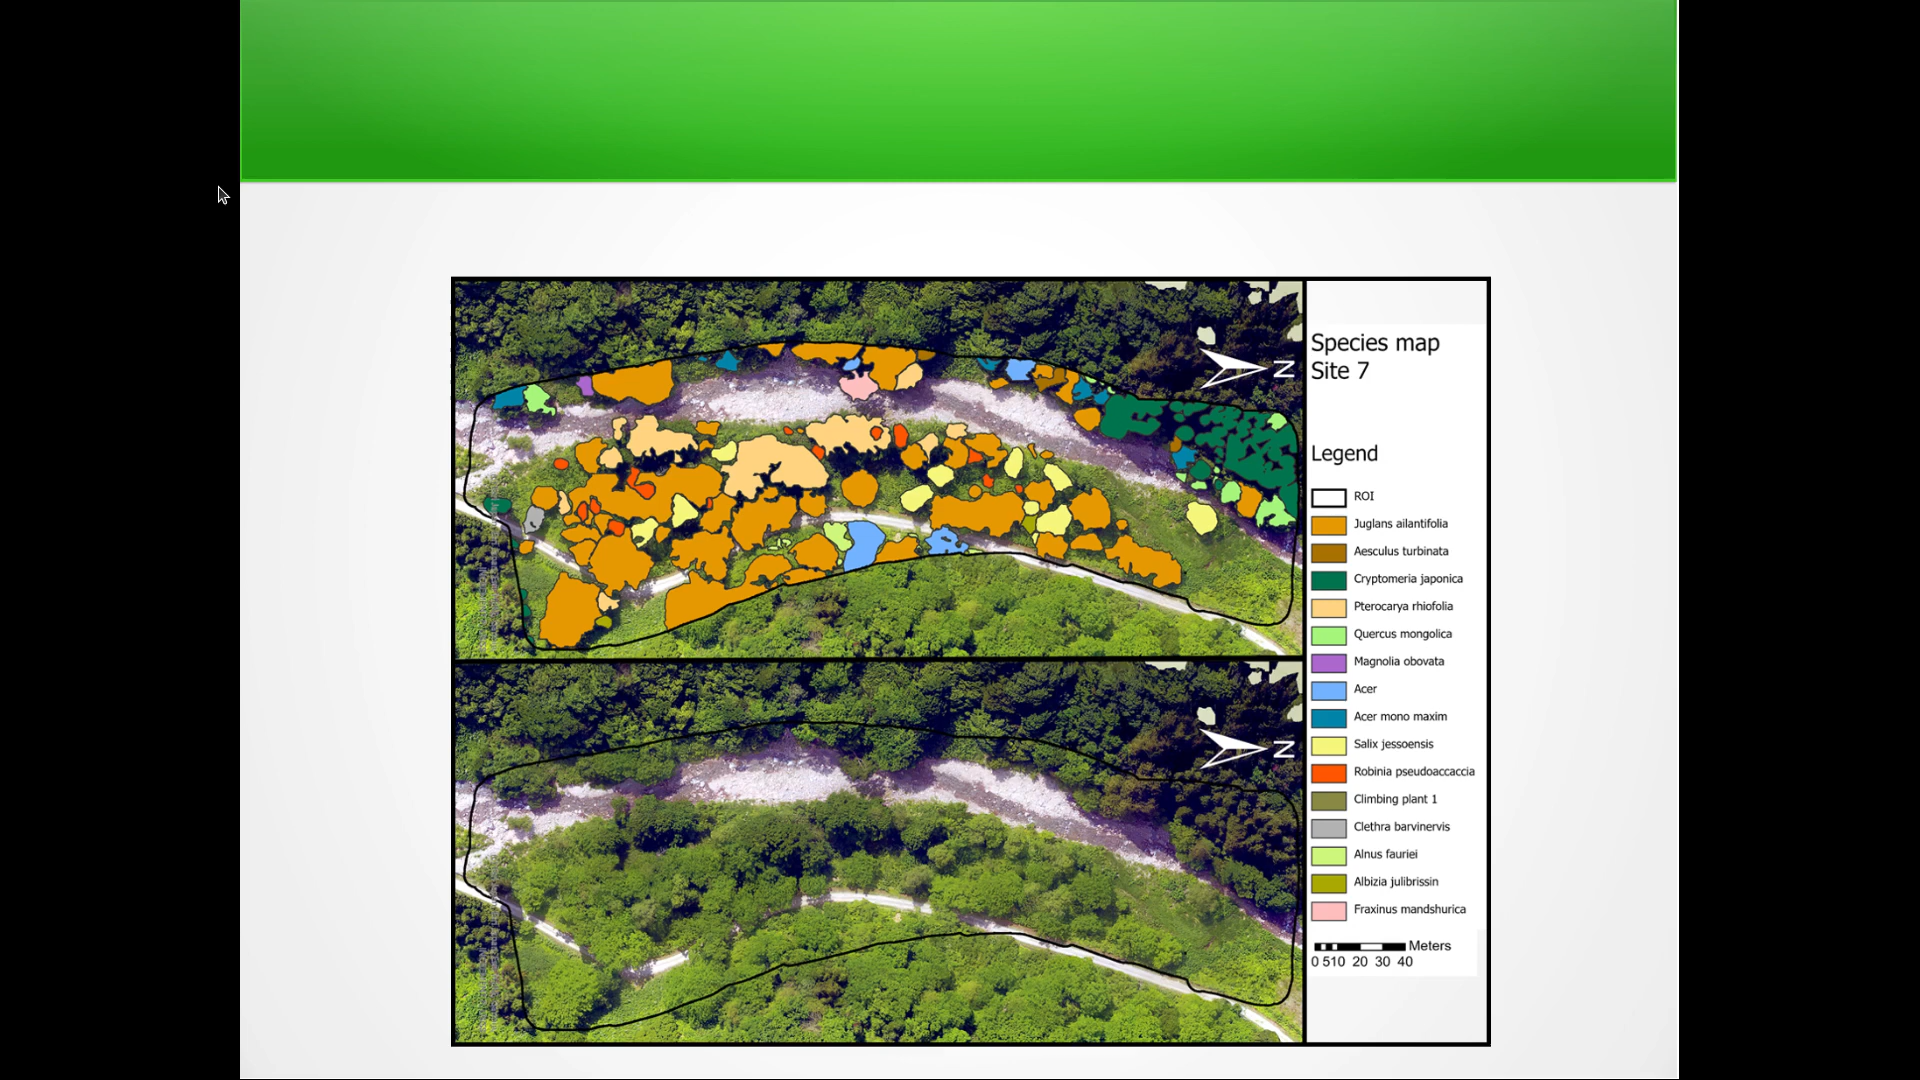 Species map
Site 7
N
Legend
ROI
Juglans ailantifolia
Aesculus turbinata
Cryptomeria japonica
Pterocarya rhiofolia
Quercus mongolica
Magnolia obovata
Acer
Acer mono maxim
Salix jessoensis
Robinia pseudoaccaccia
Climbing plant 1
Clethra barvinervis
Alnus fauriei
Albizia julibrissin
Fraxinus mandshurica
Meters
0 510 20 30 40
N